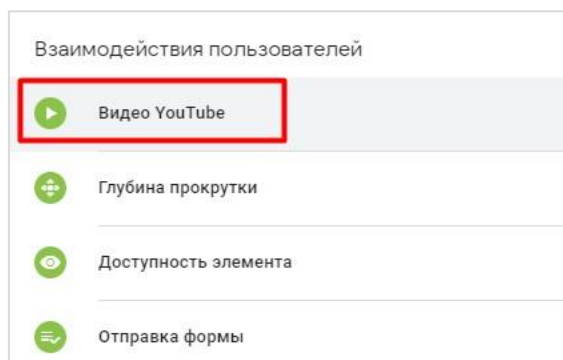 Взаимодействия пользователей
Видео YouTube
Глубина прокрутки
Доступность элемента
Отправка формы